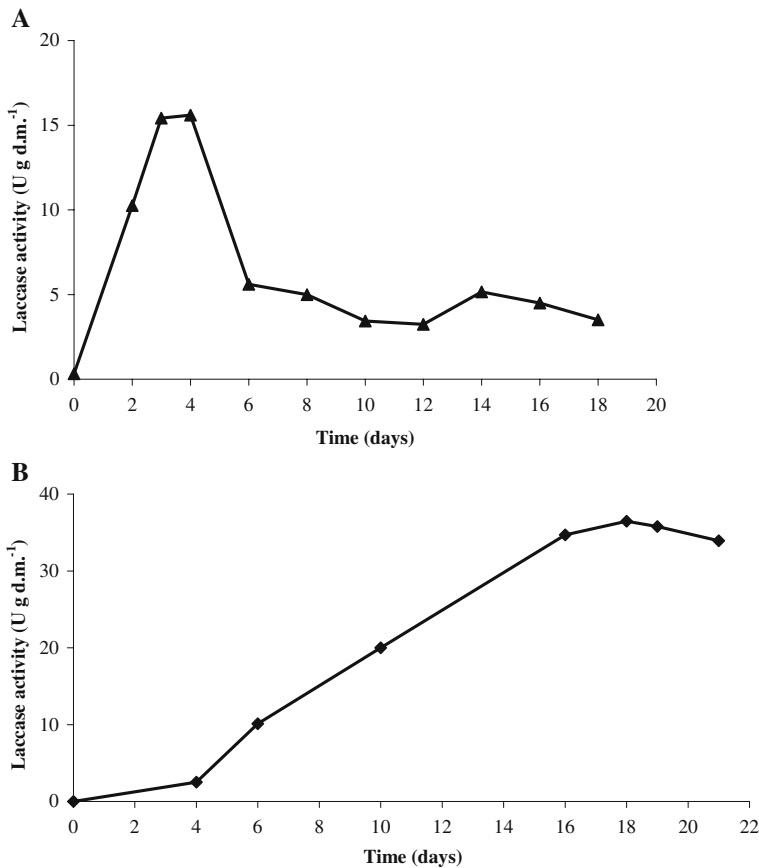 A
Laccase activity (U g d.m.-1)
20
15
10
5
0
0 2 4 6 8 10 12 14 16 18 20
Time (days)
B
Laccase activity (U g d.m.-1)
40
30
20
10
0
0 2 4 6 8 10 12 14 16 18 20 22
Time (days)